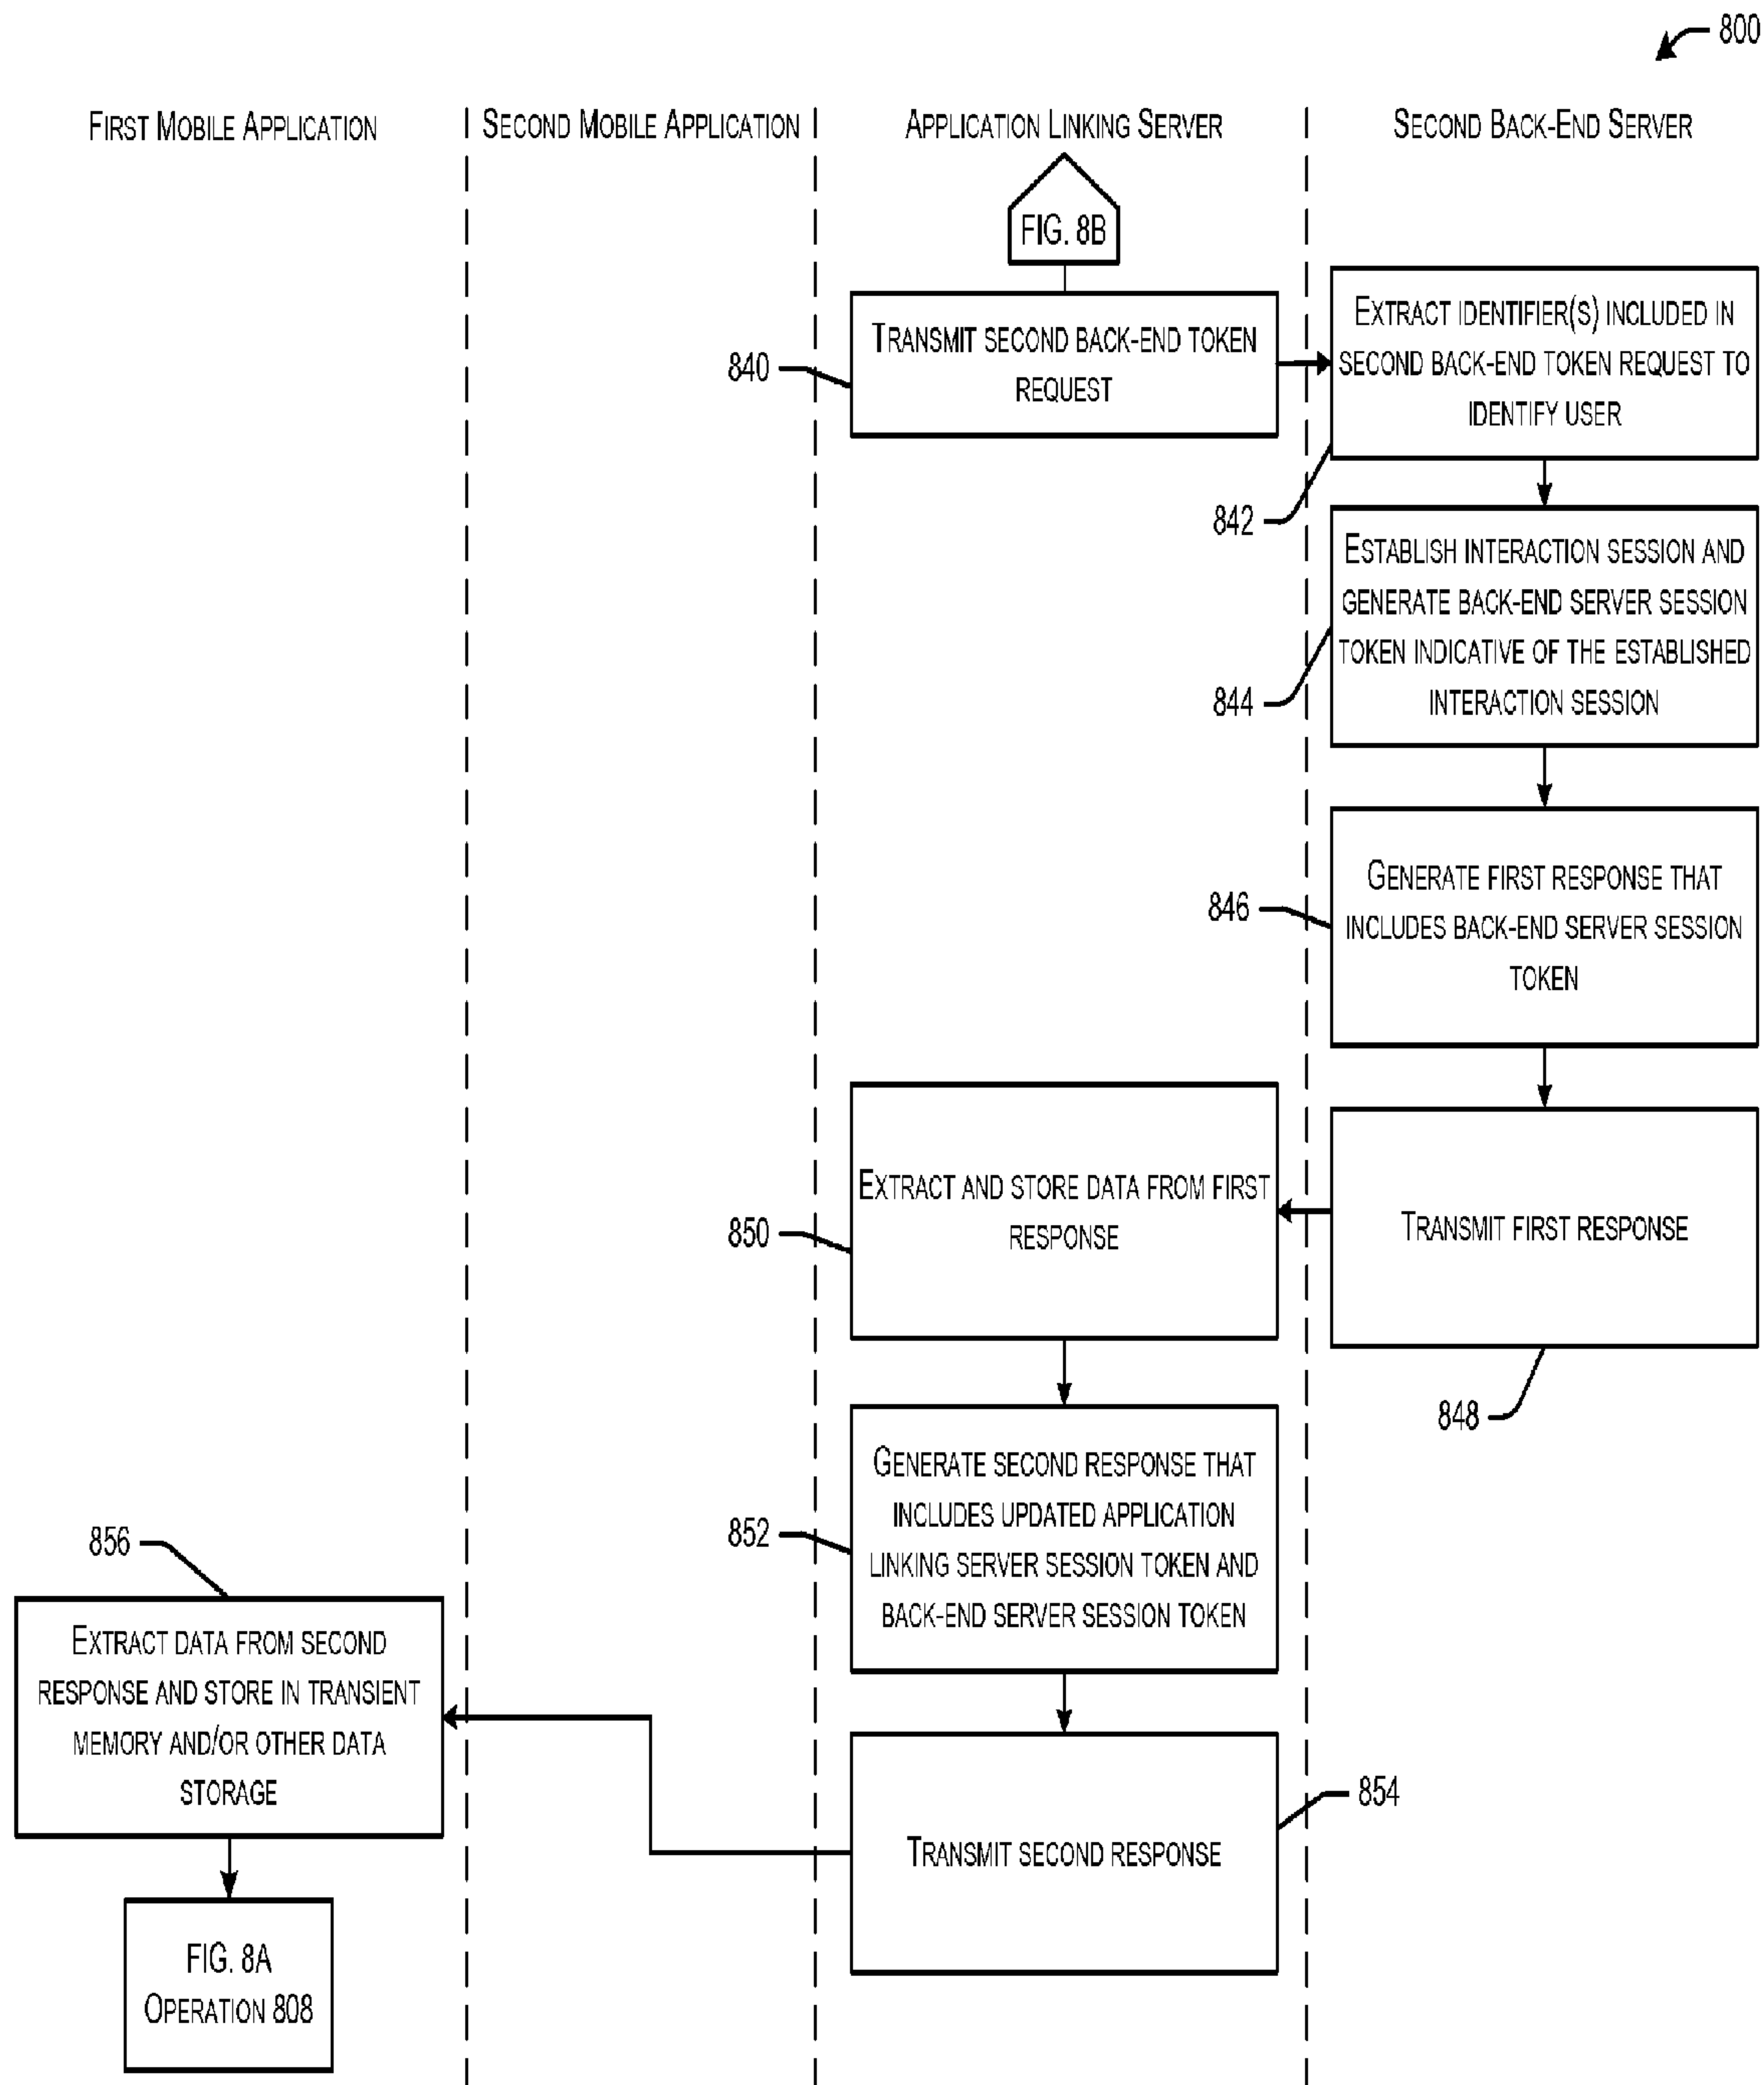 800
FIRST MOBILE APPLICATION
SECOND MOBILE APPLICATION
APPLICATION LINKING SERVER
SECOND BACK-END SERVER
FIG. 8B
840
TRANSMIT SECOND BACK-END TOKEN
REQUEST
EXTRACT IDENTIFIER(S) INCLUDED IN
SECOND BACK-END TOKEN REQUEST TO
IDENTIFY USER
842
ESTABLISH INTERACTION SESSION AND
GENERATE BACK-END SERVER SESSION
TOKEN INDICATIVE OF THE ESTABLISHED
INTERACTION SESSION
844
GENERATE FIRST RESPONSE THAT
INCLUDES BACK-END SERVER SESSION
TOKEN
846
TRANSMIT FIRST RESPONSE
848
EXTRACT AND STORE DATA FROM FIRST
RESPONSE
850
GENERATE SECOND RESPONSE THAT
INCLUDES UPDATED APPLICATION
LINKING SERVER SESSION TOKEN AND
BACK-END SERVER SESSION TOKEN
852
TRANSMIT SECOND RESPONSE
854
856
EXTRACT DATA FROM SECOND
RESPONSE AND STORE IN TRANSIENT
MEMORY AND/OR OTHER DATA
STORAGE
FIG. 8A
OPERATION 808